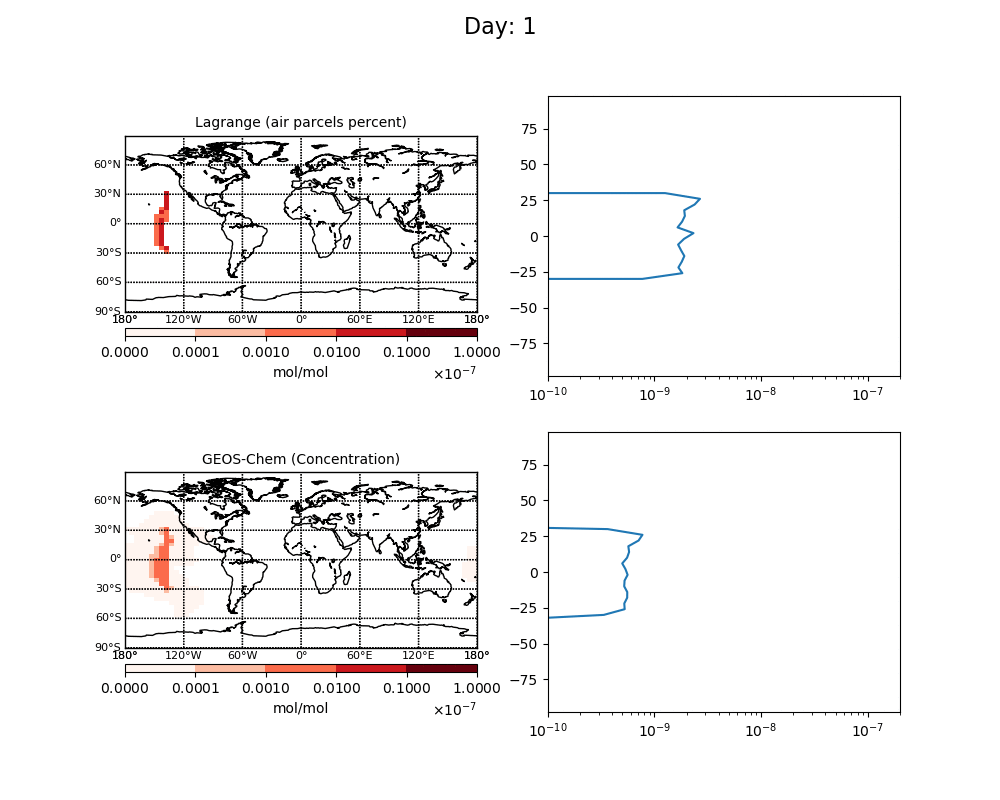 Day: 1
Lagrange (air parcels percent)
60°N
30°N
0°
30°S
60°S
90°S
180° 120°W 60°W 0° 60°E 120°E 180°
0.0000 0.0001 0.0010 0.0100 0.1000 1.0000
mol/mol
×10⁻⁷
75
50
25
0
−25
−50
−75
10⁻¹⁰ 10⁻⁹ 10⁻⁸ 10⁻⁷
GEOS-Chem (Concentration)
60°N
30°N
0°
30°S
60°S
90°S
180° 120°W 60°W 0° 60°E 120°E 180°
0.0000 0.0001 0.0010 0.0100 0.1000 1.0000
mol/mol
×10⁻⁷
75
50
25
0
−25
−50
−75
10⁻¹⁰ 10⁻⁹ 10⁻⁸ 10⁻⁷